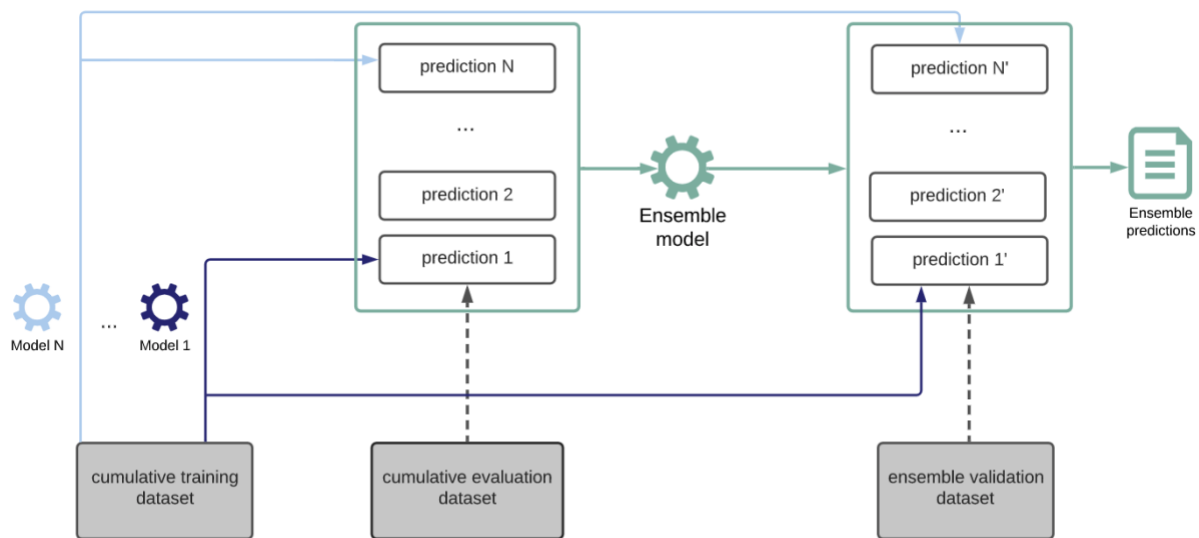 prediction N
...
prediction 2
prediction 1
Ensemble
model
prediction N'
...
prediction 2'
prediction 1'
Ensemble
predictions
Model N
...
Model 1
cumulative training
dataset
cumulative evaluation
dataset
ensemble validation
dataset